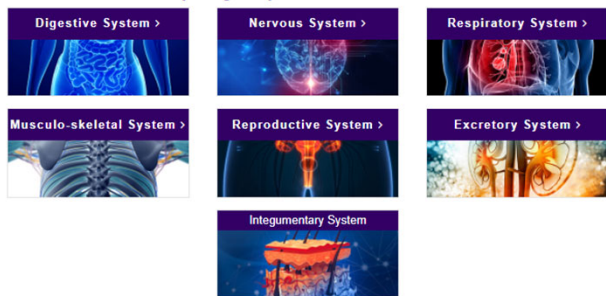 Digestive System >
Nervous System >
Respiratory System >
Musculo-skeletal System >
Reproductive System >
Excretory System >
Integumentary System